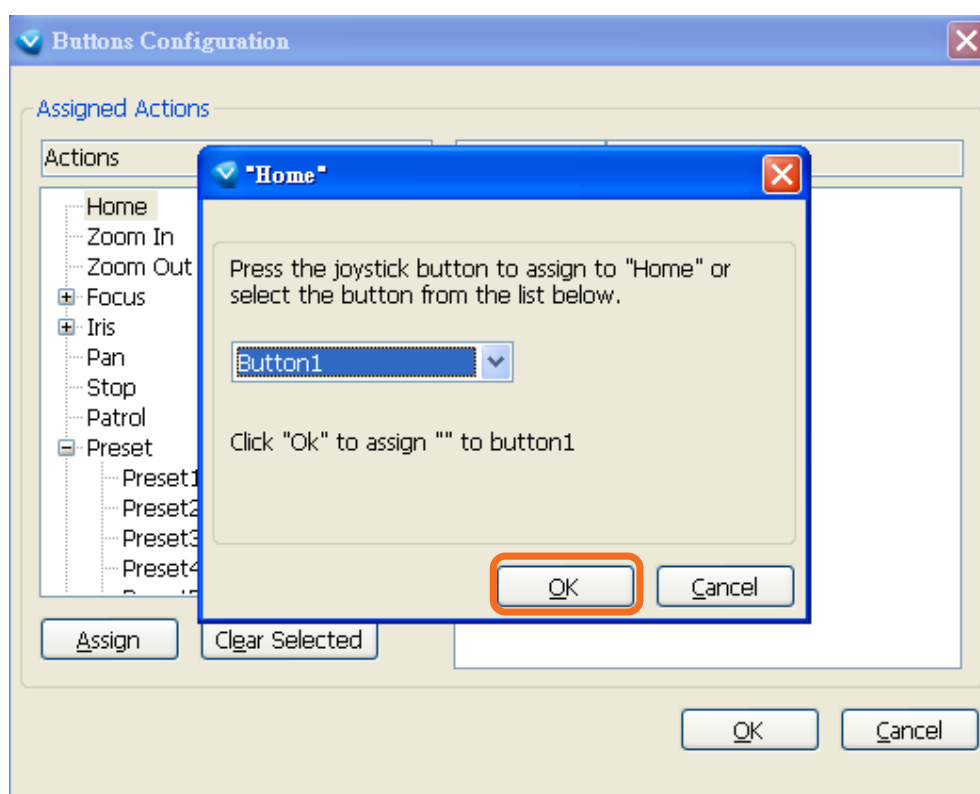 Buttons Configuration
Assigned Actions
Actions
Home
Zoom In
Zoom Out
Focus
Iris
Pan
Stop
Patrol
Preset
Preset1
Preset2
Preset3
Preset4
Assign
Clear Selected
"Home"
Press the joystick button to assign to "Home" or
select the button from the list below.
Button1
Click "Ok" to assign "" to button1
OK
Cancel
OK
Cancel